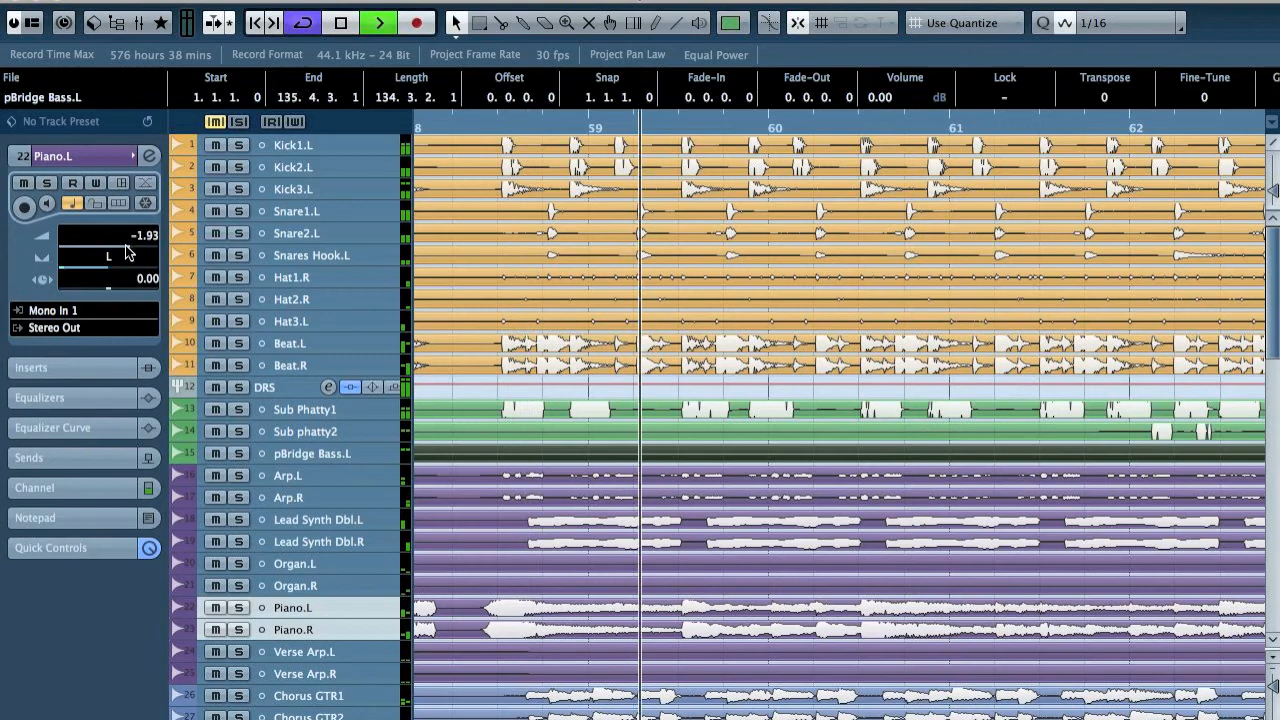 Use Quantize
Q 1/16
Record Time Max 576 hour 38 mins Record Format 44.1 kHz - 24 Bit Project Frame Rate 30 fps Project Pan Law Equal Power
File Start End Length Offset Snap Fade-In Fade-Out Volume Lock Transpose Fine-Tune G
pBridge Bass.L 1. 1. 1. 0 135. 4. 3. 1 134. 3. 2. 1 0. 0. 0. 0 1. 1. 1. 0 0. 0. 0. 0 0. 0. 0. 0 0.00 dB - 0 0
No Track Preset
M S R W
8 59 60 61 62
22 Piano.L
m S R W
-1.93
L
0.00
Mono In 1
Stereo Out
Inserts
Equalizers
Equalizer Curve
Sends
Channel
Notepad
Quick Controls
1 m S Kick1.L
2 m S Kick2.L
3 m S Kick3.L
4 m S Snare1.L
5 m S Snare2.L
6 m S Snares Hook.L
7 m S Hat1.R
8 m S Hat2.R
9 m S Hat3.L
10 m S Beat.L
11 m S Beat.R
12 m S DRS e
13 m S Sub Phatty1
14 m S Sub phatty2
15 m S pBridge Bass.L
16 m S Arp.L
17 m S Arp.R
18 m S Lead Synth Dbl.L
19 m S Lead Synth Dbl.R
20 m S Organ.L
21 m S Organ.R
22 m S Piano.L
23 m S Piano.R
24 m S Verse Arp.L
25 m S Verse Arp.R
26 m S Chorus GTR1
27 m S Chorus GTR2